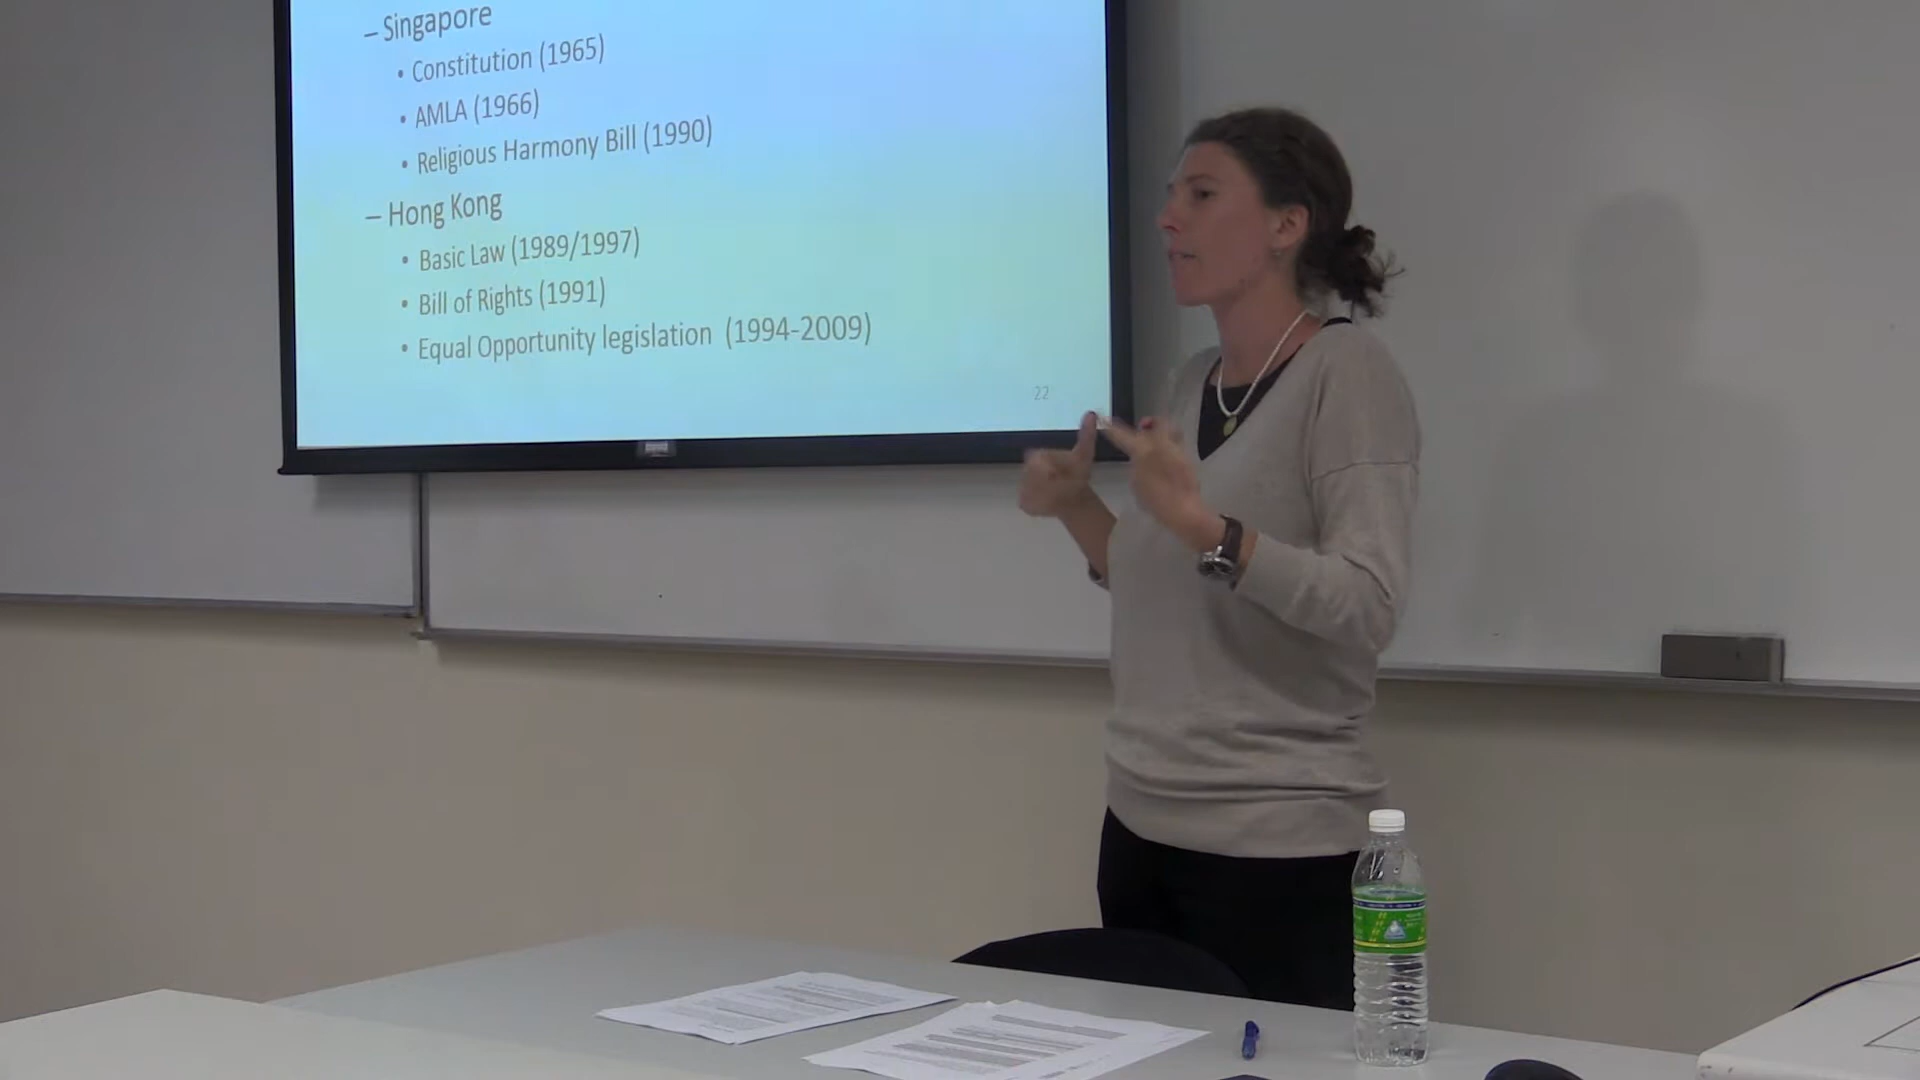 – Singapore
• Constitution (1965)
• AMLA (1966)
• Religious Harmony Bill (1990)
– Hong Kong
• Basic Law (1989/1997)
• Bill of Rights (1991)
• Equal Opportunity legislation (1994-2009)
22